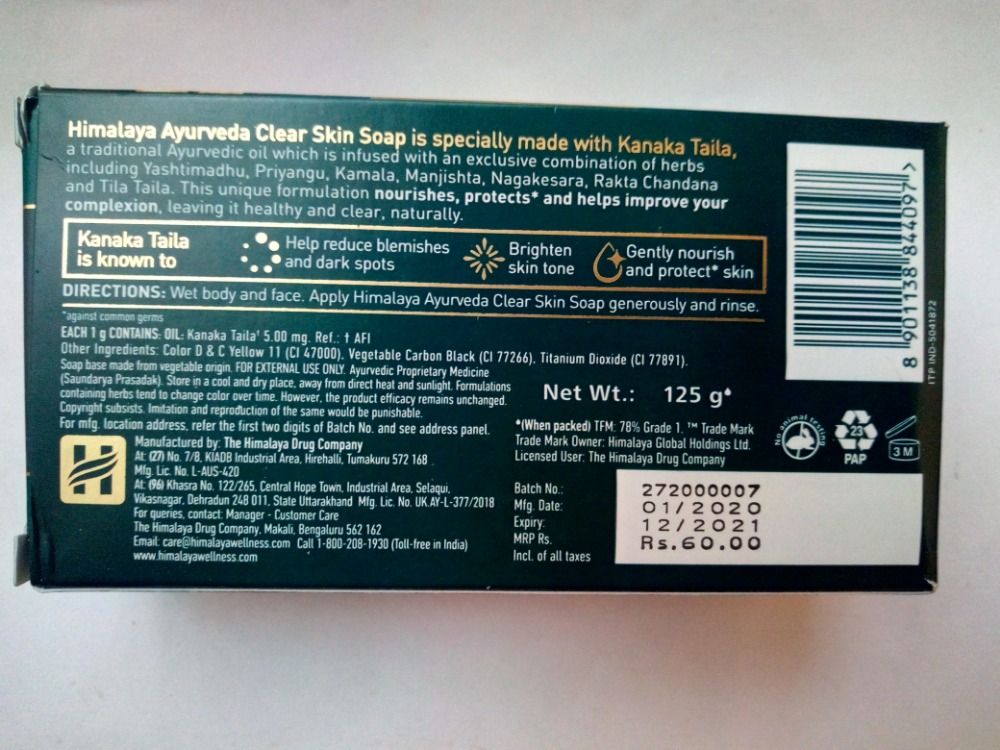 Himalaya Ayurveda Clear Skin Soap is specially made with Kanaka Taila,
a traditional Ayurvedic oil which is infused with an exclusive combination of herbs
including Yashtimadhu, Priyangu, Kamala, Manjishta, Nagakesara, Rakta Chandana
and Tila Taila. This unique formulation nourishes, protects* and helps improve your
complexion, leaving it healthy and clear, naturally.
Kanaka Taila
is known to
Help reduce blemishes
and dark spots
Brighten
skin tone
Gently nourish
and protect* skin
DIRECTIONS: Wet body and face. Apply Himalaya Ayurveda Clear Skin Soap generously and rinse.
*against common germs
EACH 1 g CONTAINS: OIL: Kanaka Taila† 5.00 mg. Ref.: † AFI
Other Ingredients: Color D & C Yellow 11 (CI 47000), Vegetable Carbon Black (CI 77266), Titanium Dioxide (CI 77891).
Soap base made from vegetable origin. FOR EXTERNAL USE ONLY. Ayurvedic Proprietary Medicine
(Saundarya Prasadak). Store in a cool and dry place, away from direct heat and sunlight. Formulations
containing herbs tend to change color over time. However, the product efficacy remains unchanged.
Copyright subsists. Imitation and reproduction of the same would be punishable.
For mfg. location address, refer the first two digits of Batch No. and see address panel.
Manufactured by: The Himalaya Drug Company
At: (27) No. 7/8, KIADB Industrial Area, Hirehalli, Tumakuru 572 168
Mfg. Lic. No. L-AUS-420
At: (96) Khasra No. 122/265, Central Hope Town, Industrial Area, Selaqui,
Vikasnagar, Dehradun 248 011, State Uttarakhand Mfg. Lic. No. UK.AY-L-377/2018
For queries, contact: Manager - Customer Care
The Himalaya Drug Company, Makali, Bengaluru 562 162
Email: care@himalayawellness.com Call 1-800-208-1930 (Toll-free in India)
www.himalayawellness.com
Net Wt.: 125 g♦
♦(When packed) TFM: 78% Grade 1. ™ Trade Mark
Trade Mark Owner: Himalaya Global Holdings Ltd.
Licensed User: The Himalaya Drug Company
Batch No.: 272000007
Mfg. Date: 01/2020
Expiry: 12/2021
MRP Rs. Rs.60.00
Incl. of all taxes
8 901138 844097 >
ITP IND-5041872
No animal testing
23
PAP
3 M